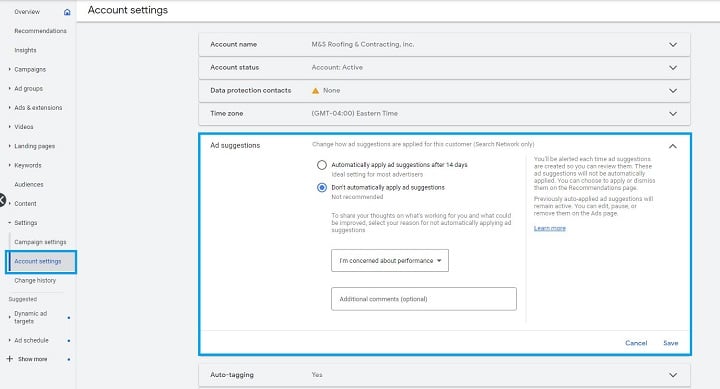 Overview
Recommendations
Insights
Campaigns
Ad groups
Ads & extensions
Videos
Landing pages
Keywords
Audiences
Content
Settings
Campaign settings
Account settings
Change history
Suggested
Dynamic ad
targets
Ad schedule
Show more
Account settings
Account name M&S Roofing & Contracting, Inc.
Account status Account: Active
Data protection contacts None
Time zone (GMT-04:00) Eastern Time
Ad suggestions
Change how ad suggestions are applied for this customer (Search Network only)
Automatically apply ad suggestions after 14 days
Ideal setting for most advertisers
Don't automatically apply ad suggestions
Not recommended
To share your thoughts on what's working for you and what could
be improved, select your reason for not automatically applying ad
suggestions
I'm concerned about performance
Additional comments (optional)
You'll be alerted each time ad suggestions
are created so you can review them. These
ad suggestions will not be automatically
applied. You can choose to apply or dismiss
them on the Recommendations page.
Previously auto-applied ad suggestions will
remain active. You can edit, pause, or
remove them on the Ads page.
Learn more
Cancel Save
Auto-tagging Yes